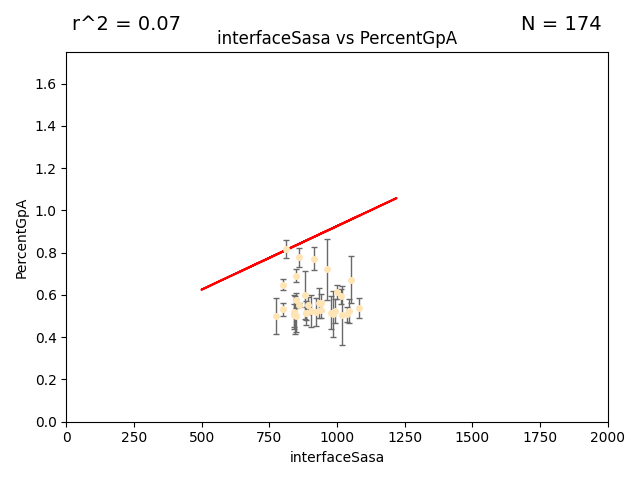 r^2 = 0.07
N = 174
interfaceSasa vs PercentGpA
PercentGpA
1.6
1.4
1.2
1.0
0.8
0.6
0.4
0.2
0.0
0 250 500 750 1000 1250 1500 1750 2000
interfaceSasa